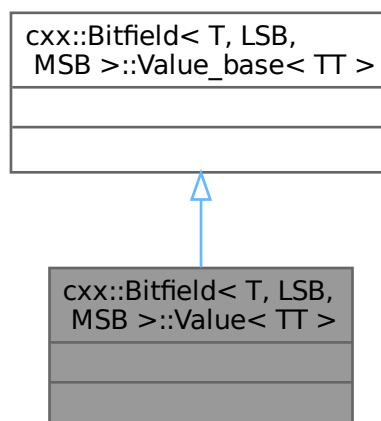 cxx::Bitfield< T, LSB,
MSB >::Value_base< TT >
cxx::Bitfield< T, LSB,
MSB >::Value< TT >